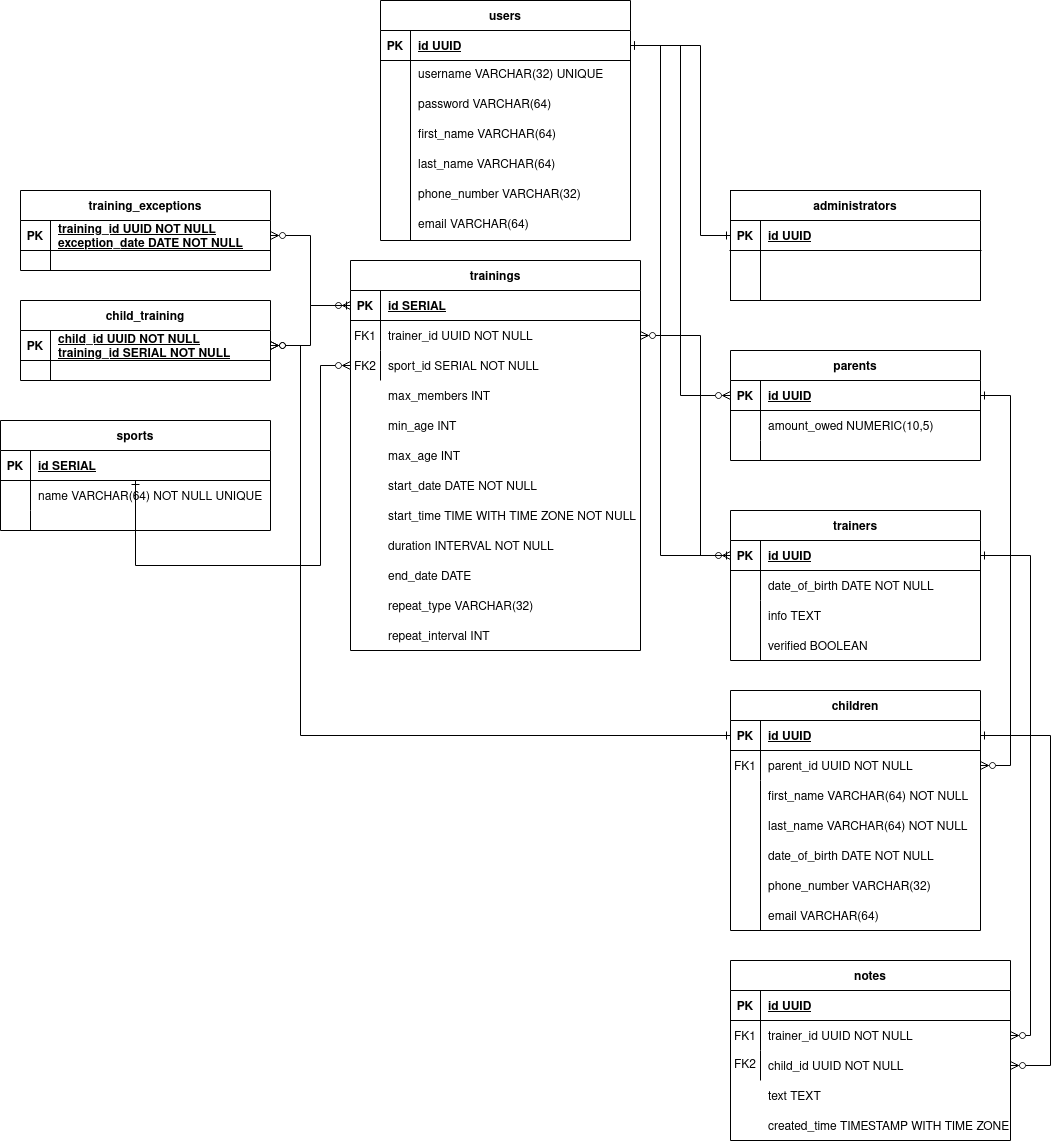 users
PK id UUID
username VARCHAR(32) UNIQUE
password VARCHAR(64)
first_name VARCHAR(64)
last_name VARCHAR(64)
phone_number VARCHAR(32)
email VARCHAR(64)
training_exceptions
PK training_id UUID NOT NULL
exception_date DATE NOT NULL
child_training
PK child_id UUID NOT NULL
training_id SERIAL NOT NULL
sports
PK id SERIAL
name VARCHAR(64) NOT NULL UNIQUE
trainings
PK id SERIAL
FK1 trainer_id UUID NOT NULL
FK2 sport_id SERIAL NOT NULL
max_members INT
min_age INT
max_age INT
start_date DATE NOT NULL
start_time TIME WITH TIME ZONE NOT NULL
duration INTERVAL NOT NULL
end_date DATE
repeat_type VARCHAR(32)
repeat_interval INT
administrators
PK id UUID
parents
PK id UUID
amount_owed NUMERIC(10,5)
trainers
PK id UUID
date_of_birth DATE NOT NULL
info TEXT
verified BOOLEAN
children
PK id UUID
FK1 parent_id UUID NOT NULL
first_name VARCHAR(64) NOT NULL
last_name VARCHAR(64) NOT NULL
date_of_birth DATE NOT NULL
phone_number VARCHAR(32)
email VARCHAR(64)
notes
PK id UUID
FK1 trainer_id UUID NOT NULL
FK2 child_id UUID NOT NULL
text TEXT
created_time TIMESTAMP WITH TIME ZONE